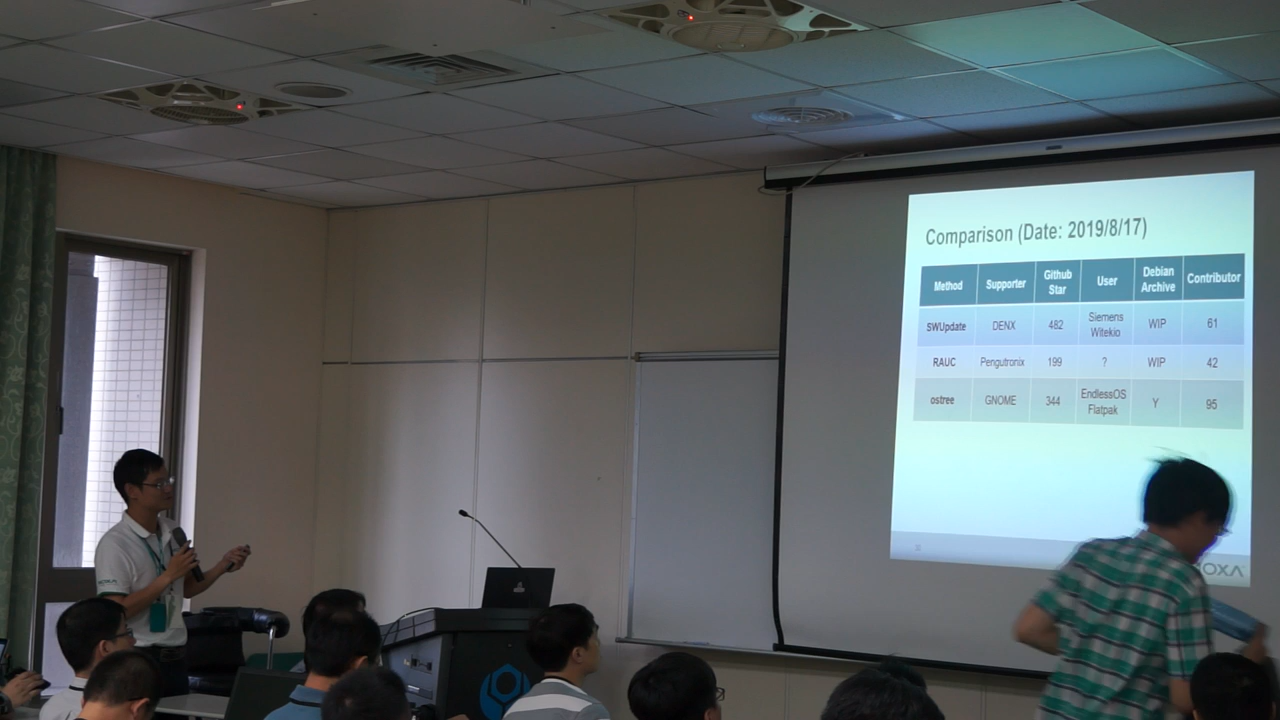 Comparison (Date: 2019/8/17)
Method Supporter Github Star User Debian Archive Contributor
SWUpdate DENX 482 Siemens Witekio WIP 61
RAUC Pengutronix 199 ? WIP 42
ostree GNOME 344 EndlessOS Flatpak Y 95
OXA